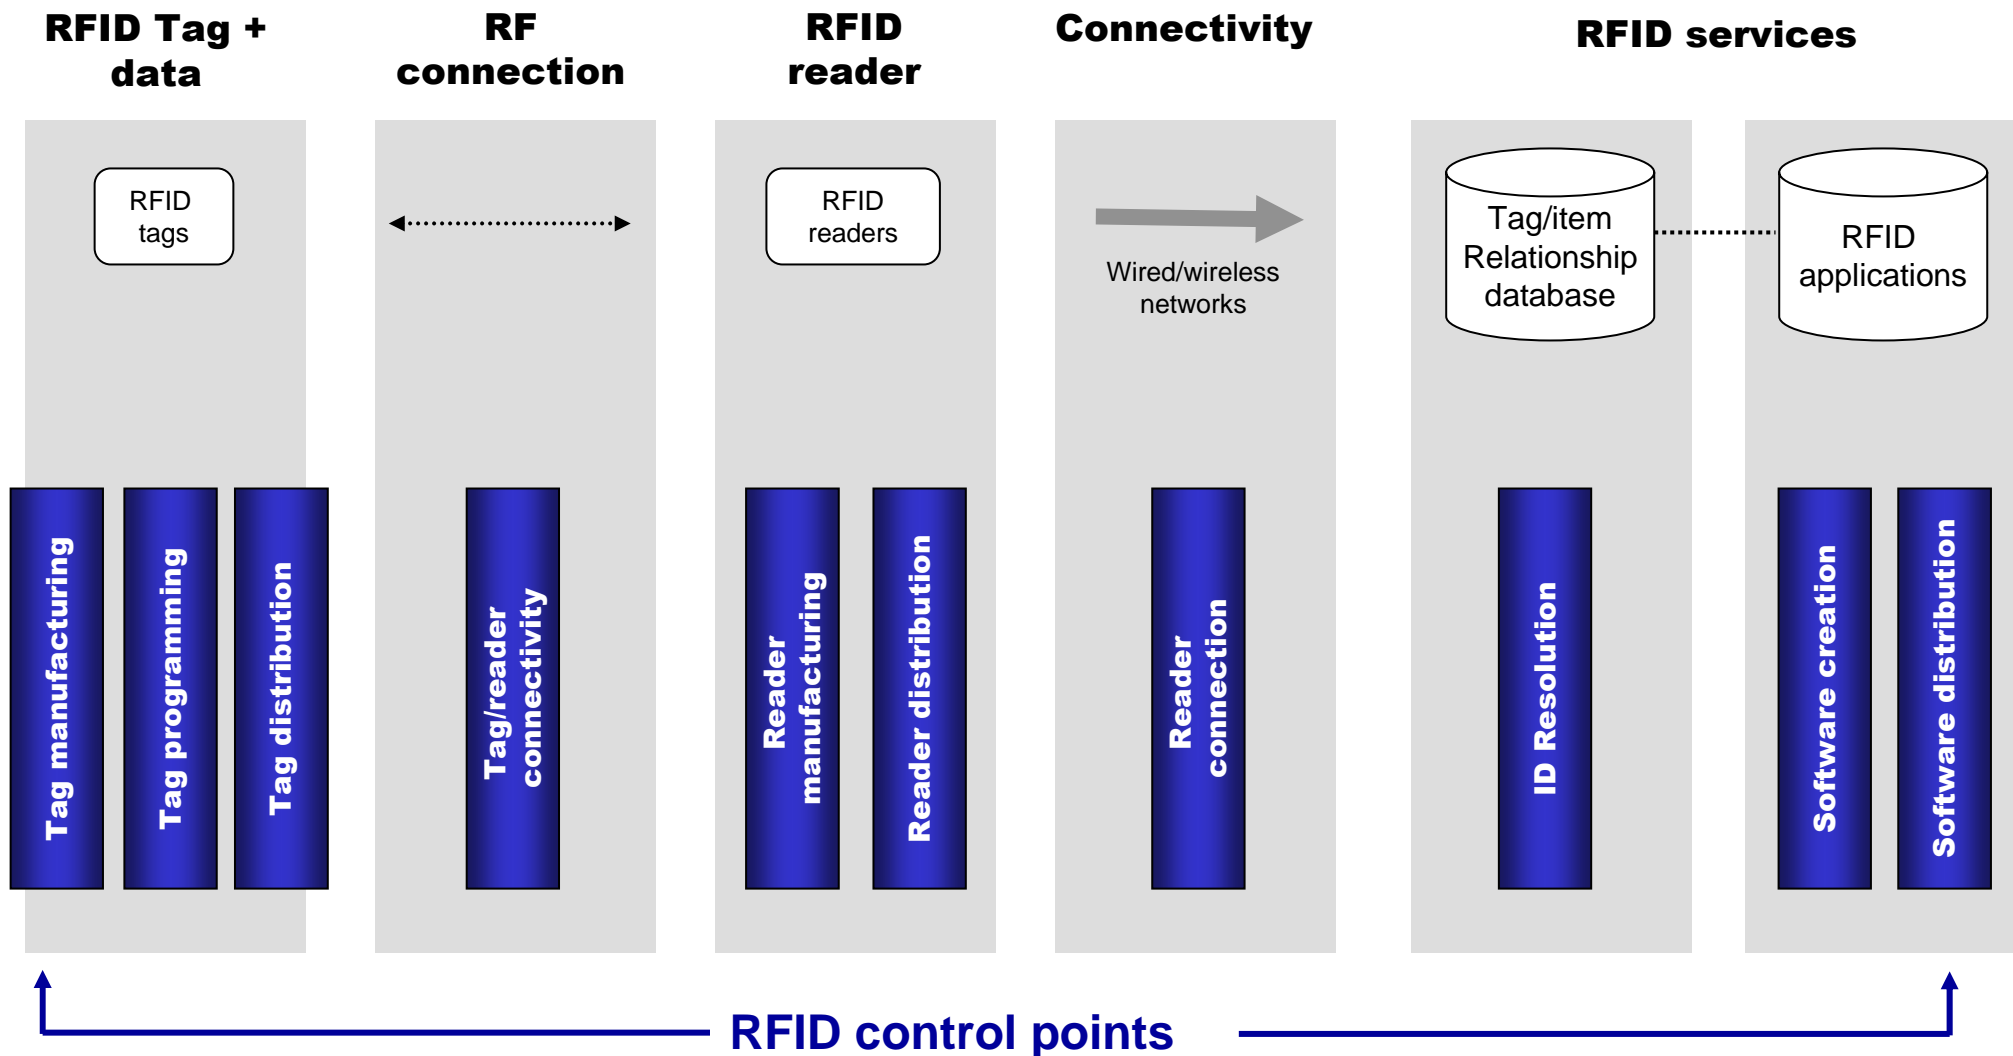 RFID Tag +
data
RF
connection
RFID
reader
Connectivity
RFID services
RFID
tags
RFID
readers
Wired/wireless
networks
Tag/item
Relationship
database
RFID
applications
Tag manufacturing
Tag programming
Tag distribution
Tag/reader
connectivity
Reader
manufacturing
Reader distribution
Reader
connection
ID Resolution
Software creation
Software distribution
RFID control points